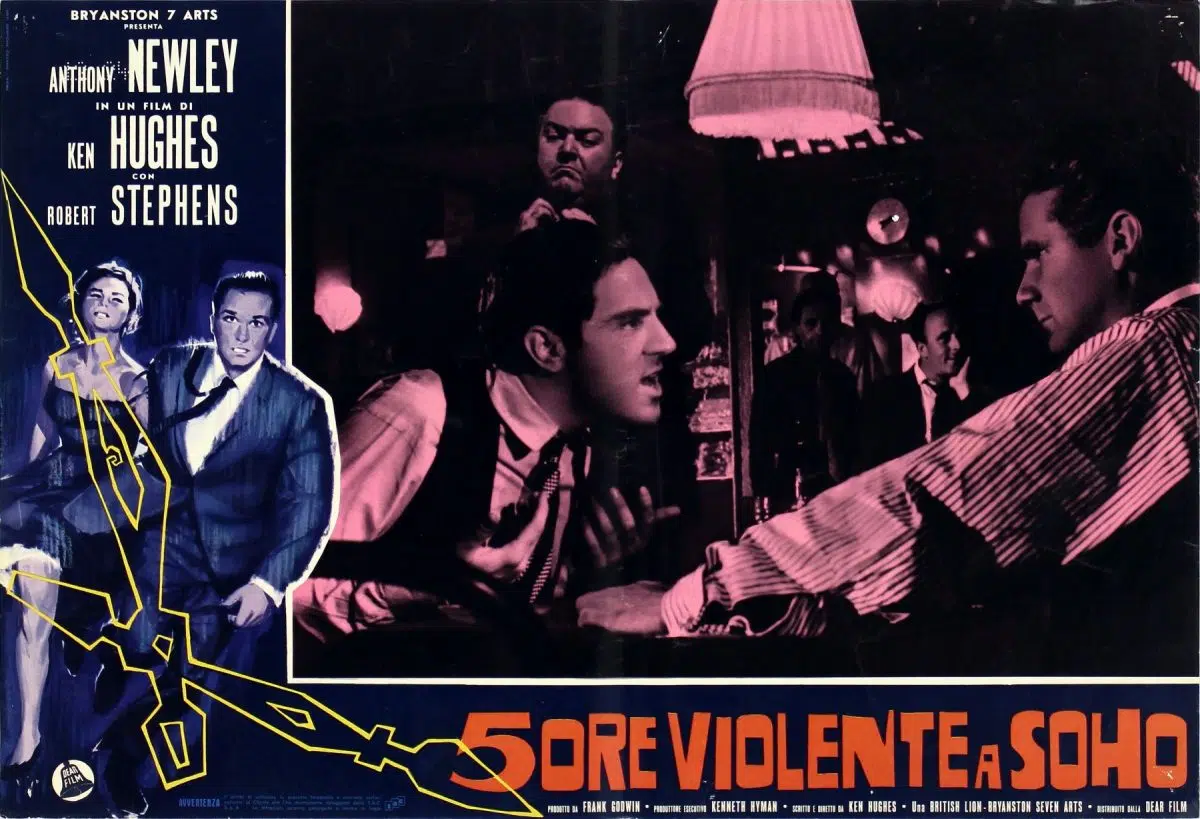 BRYANSTON 7 ARTS
PRESENTA
ANTHONY NEWLEY
IN UN FILM DI
KEN HUGHES
CON
ROBERT STEPHENS
5 ORE VIOLENTE A SOHO
DEAR
FILM
AVVERTENZA
PRODOTTO DA FRANK GODWIN • PRODUTTORE ESECUTIVO KENNETH HYMAN • SCRITTO E DIRETTO DA KEN HUGHES • Una BRITISH LION-BRYANSTON SEVEN ARTS • DISTRIBUITO DALLA DEAR FILM